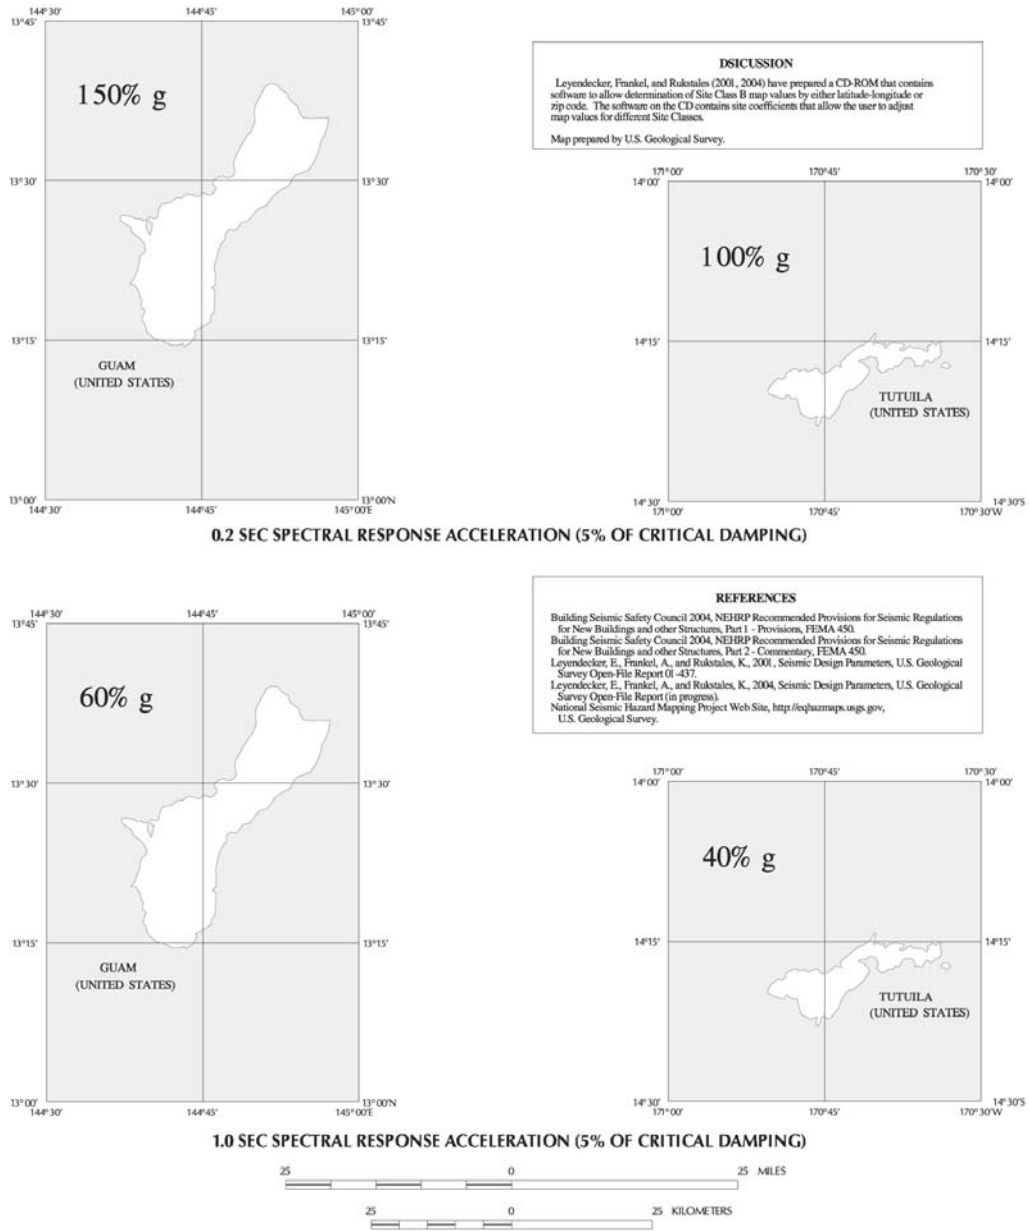 144°30'
144°45'
145°00'
13°45'
13°45'
150% g
13°30'
13°30'
13°15'
13°15'
GUAM
(UNITED STATES)
13°00'
13°00'N
144°30'
144°45'
145°00'E
DSICUSSION
Leyendecker, Frankel, and Rukstales (2001, 2004) have prepared a CD-ROM that contains
software to allow determination of Site Class B map values by either latitude-longitude or
zip code. The software on the CD contains site coefficients that allow the user to adjust
map values for different Site Classes.
Map prepared by U.S. Geological Survey.
171°00'
170°45'
170°30'
14°00'
14°00'
100% g
14°15'
14°15'
TUTUILA
(UNITED STATES)
14°30'
14°30'S
171°00'
170°45'
170°30'W
0.2 SEC SPECTRAL RESPONSE ACCELERATION (5% OF CRITICAL DAMPING)
144°30'
144°45'
145°00'
13°45'
13°45'
60% g
13°30'
13°30'
13°15'
13°15'
GUAM
(UNITED STATES)
13°00'
13°00'N
144°30'
144°45'
145°00'E
REFERENCES
Building Seismic Safety Council 2004, NEHRP Recommended Provisions for Seismic Regulations
for New Buildings and other Structures, Part 1 - Provisions, FEMA 450.
Building Seismic Safety Council 2004, NEHRP Recommended Provisions for Seismic Regulations
for New Buildings and other Structures, Part 2 - Commentary, FEMA 450.
Leyendecker, E., Frankel, A., and Rukstales, K., 2001, Seismic Design Parameters, U.S. Geological
Survey Open-File Report 01-437.
Leyendecker, E., Frankel, A., and Rukstales, K., 2004, Seismic Design Parameters, U.S. Geological
Survey Open-File Report (in progress).
National Seismic Hazard Mapping Project Web Site, http://eqhazmaps.usgs.gov,
U.S. Geological Survey.
171°00'
170°45'
170°30'
14°00'
14°00'
40% g
14°15'
14°15'
TUTUILA
(UNITED STATES)
14°30'
14°30'S
171°00'
170°45'
170°30'W
1.0 SEC SPECTRAL RESPONSE ACCELERATION (5% OF CRITICAL DAMPING)
25 0 25 MILES
25 0 25 KILOMETERS